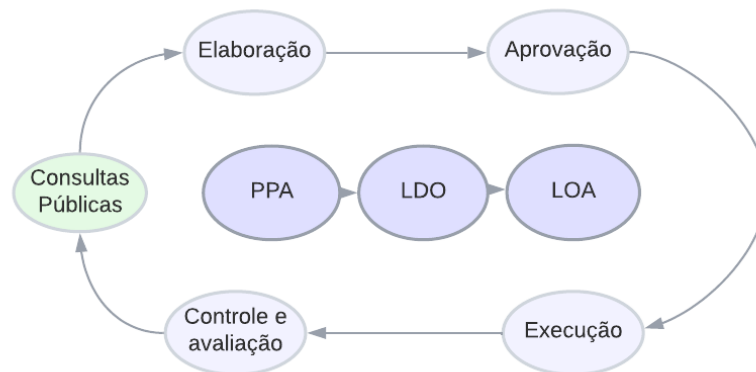 Elaboração
Aprovação
Consultas
Públicas
PPA
LDO
LOA
Controle e
avaliação
Execução